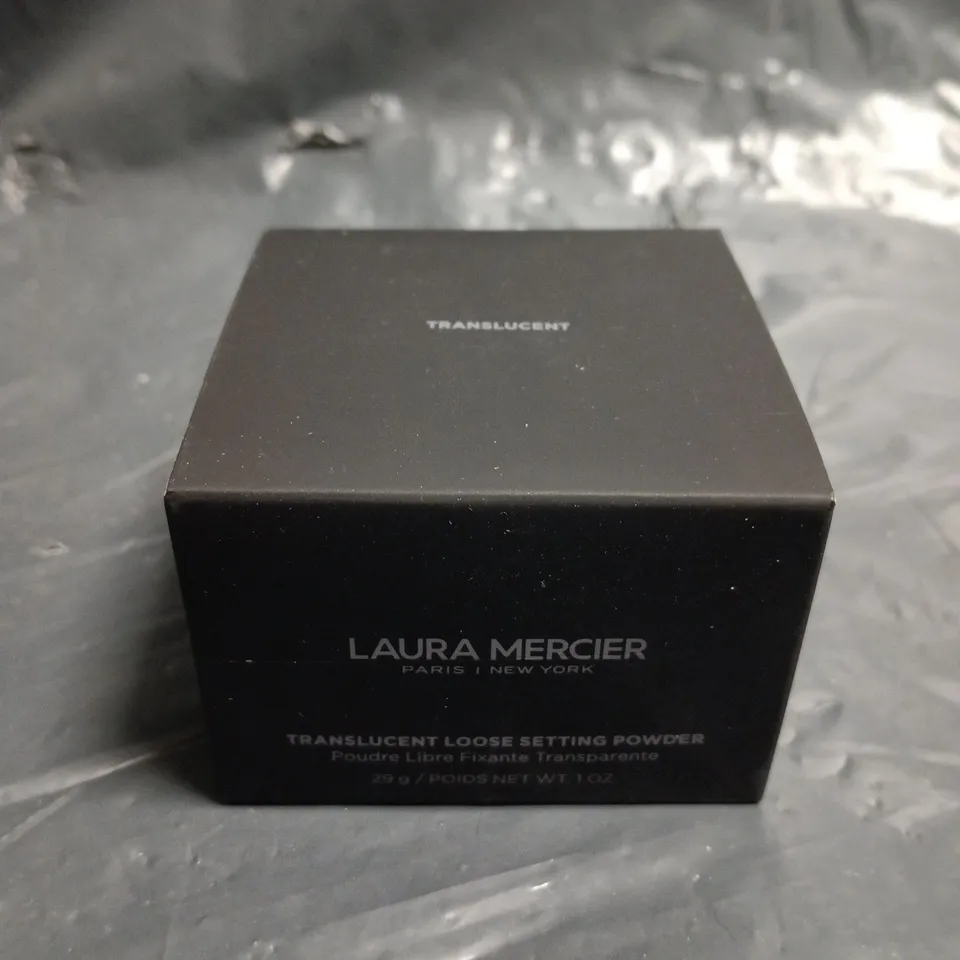 TRANSLUCENT
LAURA MERCIER
PARIS | NEW YORK
TRANSLUCENT LOOSE SETTING POWDER
Poudre Libre Fixante Transparente
29 g / POIDS NET WT. 1 OZ.